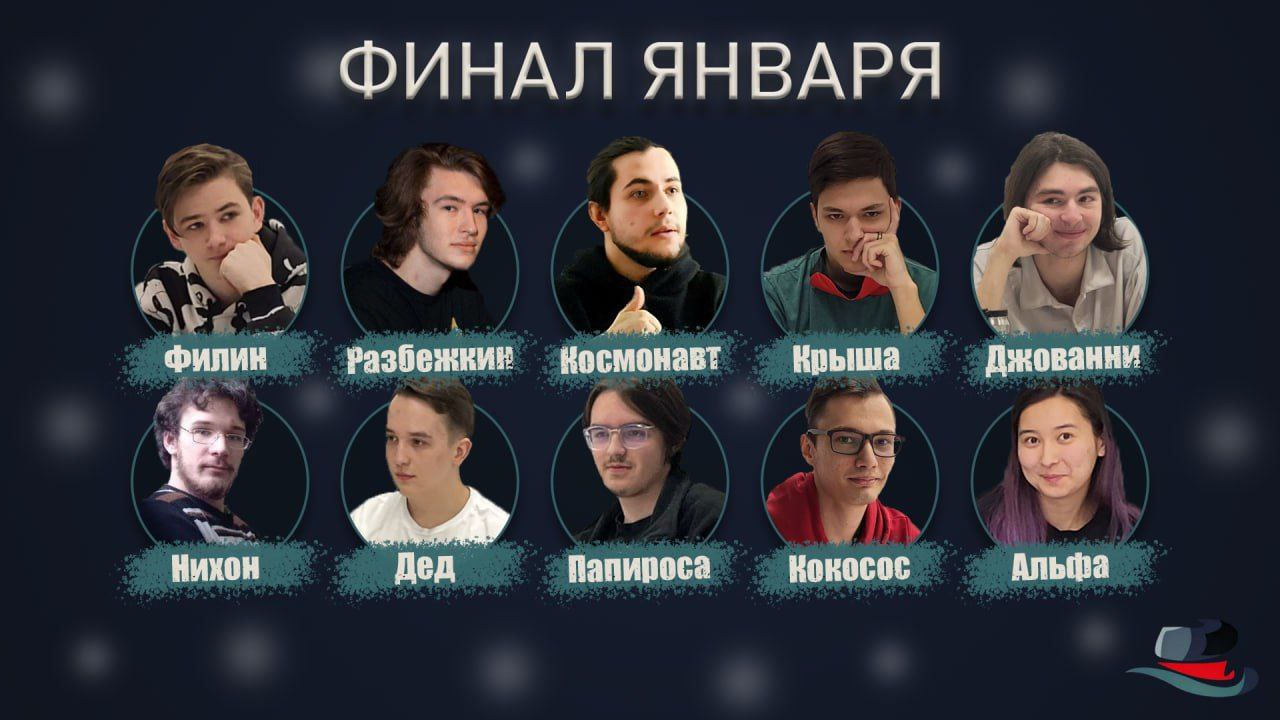 ФИНАЛ ЯНВАРЯ
Филин
Разбежкин
Космонавт
Крыша
Джованни
Нихон
Дед
Папироса
Кокосос
Альфа